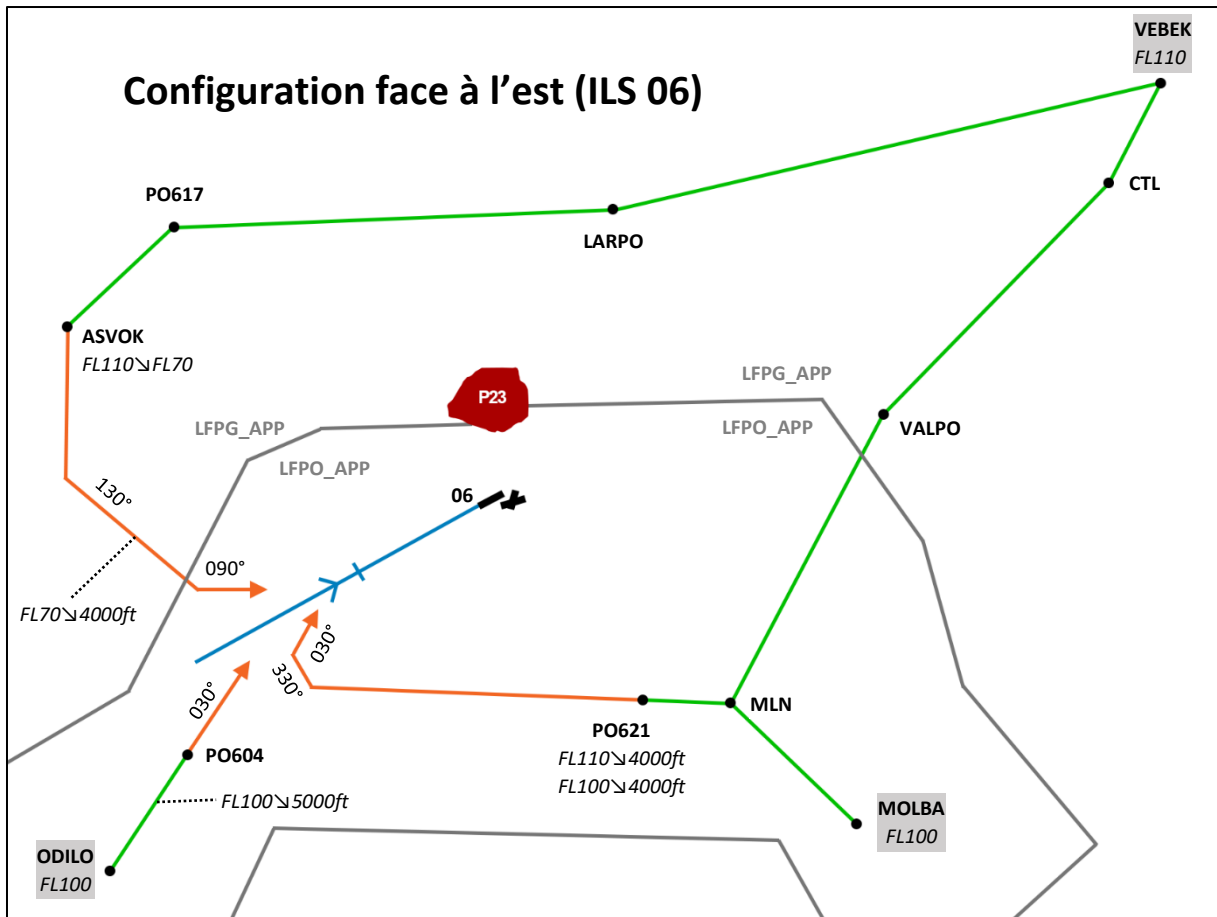 VEBEK
FL110
Configuration face à l’est (ILS 06)
CTL
PO617
LARPO
ASVOK
FL110↘FL70
P23
LFPG_APP
LFPG_APP
LFPO_APP
LFPO_APP
VALPO
06
130°
090°
FL70↘4000ft
030°
330°
030°
PO604
PO621
FL110↘4000ft
FL100↘4000ft
MLN
FL100↘5000ft
MOLBA
FL100
ODILO
FL100